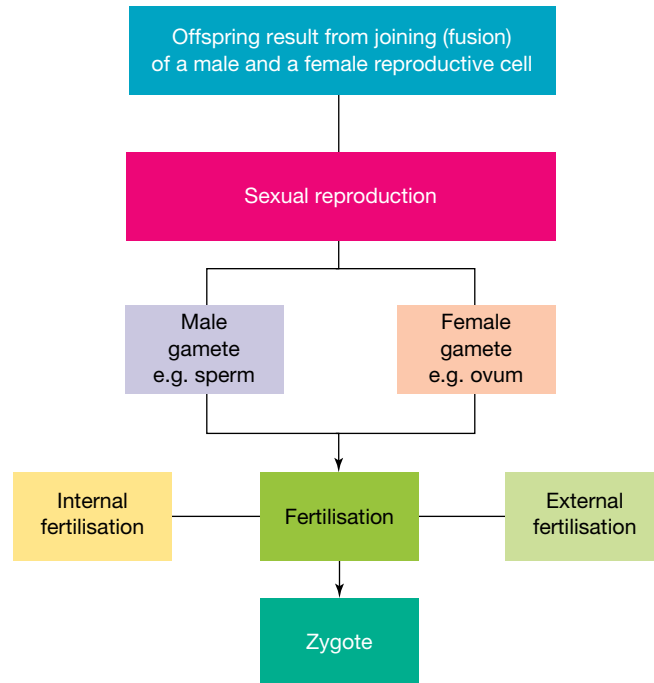 Offspring result from joining (fusion)
of a male and a female reproductive cell
Sexual reproduction
Male
gamete
e.g. sperm
Female
gamete
e.g. ovum
Internal
fertilisation
Fertilisation
External
fertilisation
Zygote